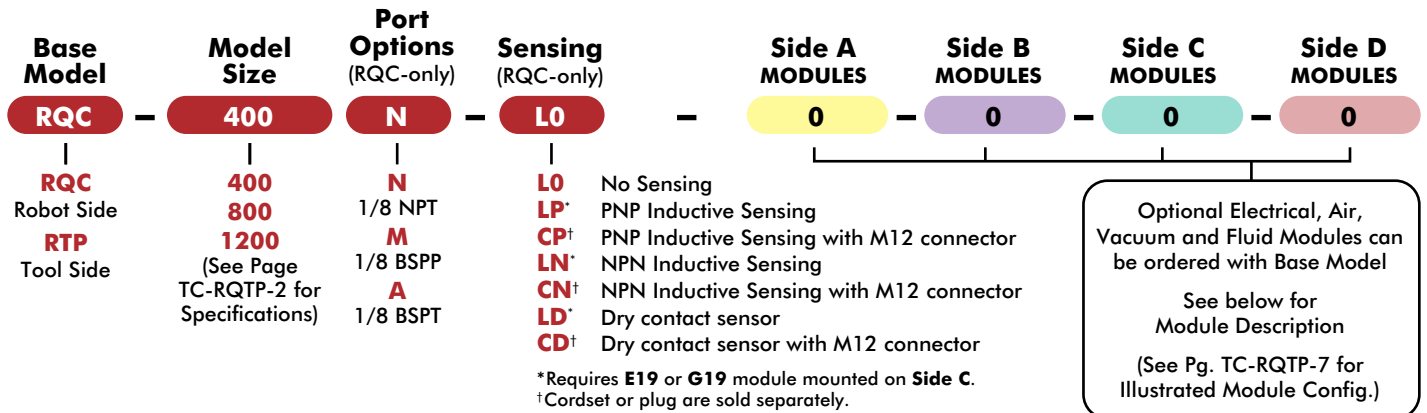 Base Model
Model Size
Port Options (RQC-only)
Sensing (RQC-only)
Side A MODULES
Side B MODULES
Side C MODULES
Side D MODULES
RQC – 400 N – L0 – 0 – 0 – 0 – 0
RQC
Robot Side
RTP
Tool Side
400
800
1200
(See Page
TC-RQTP-2 for
Specifications)
N
1/8 NPT
M
1/8 BSPP
A
1/8 BSPT
L0 No Sensing
LP* PNP Inductive Sensing
CP† PNP Inductive Sensing with M12 connector
LN* NPN Inductive Sensing
CN† NPN Inductive Sensing with M12 connector
LD* Dry contact sensor
CD† Dry contact sensor with M12 connector
*Requires E19 or G19 module mounted on Side C.
†Cordset or plug are sold separately.
Optional Electrical, Air,
Vacuum and Fluid Modules can
be ordered with Base Model
See below for
Module Description
(See Pg. TC-RQTP-7 for
Illustrated Module Config.)